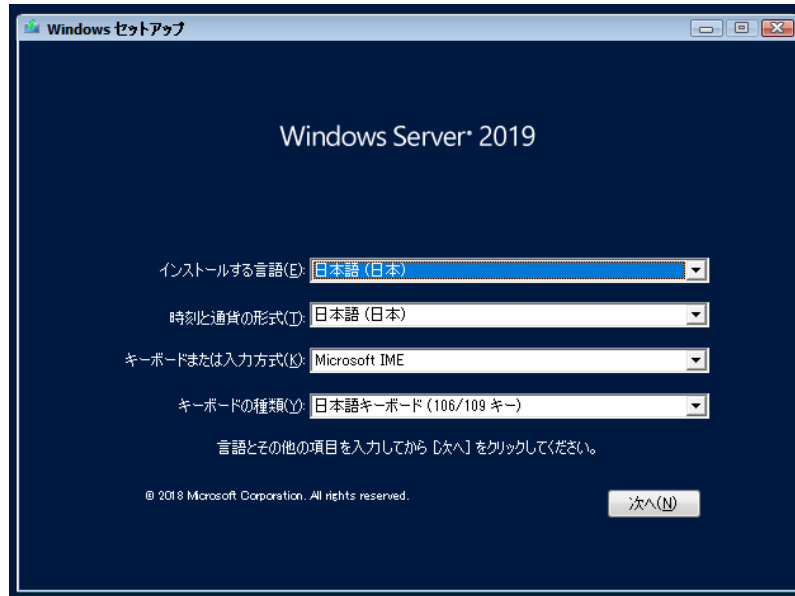 Windows セットアップ
Windows Server® 2019
インストールする言語(E): 日本語 (日本)
時刻と通貨の形式(T): 日本語 (日本)
キーボードまたは入力方式(K): Microsoft IME
キーボードの種類(Y): 日本語キーボード (106/109 キー)
言語とその他の項目を入力してから [次へ] をクリックしてください。
© 2018 Microsoft Corporation. All rights reserved.
次へ(N)